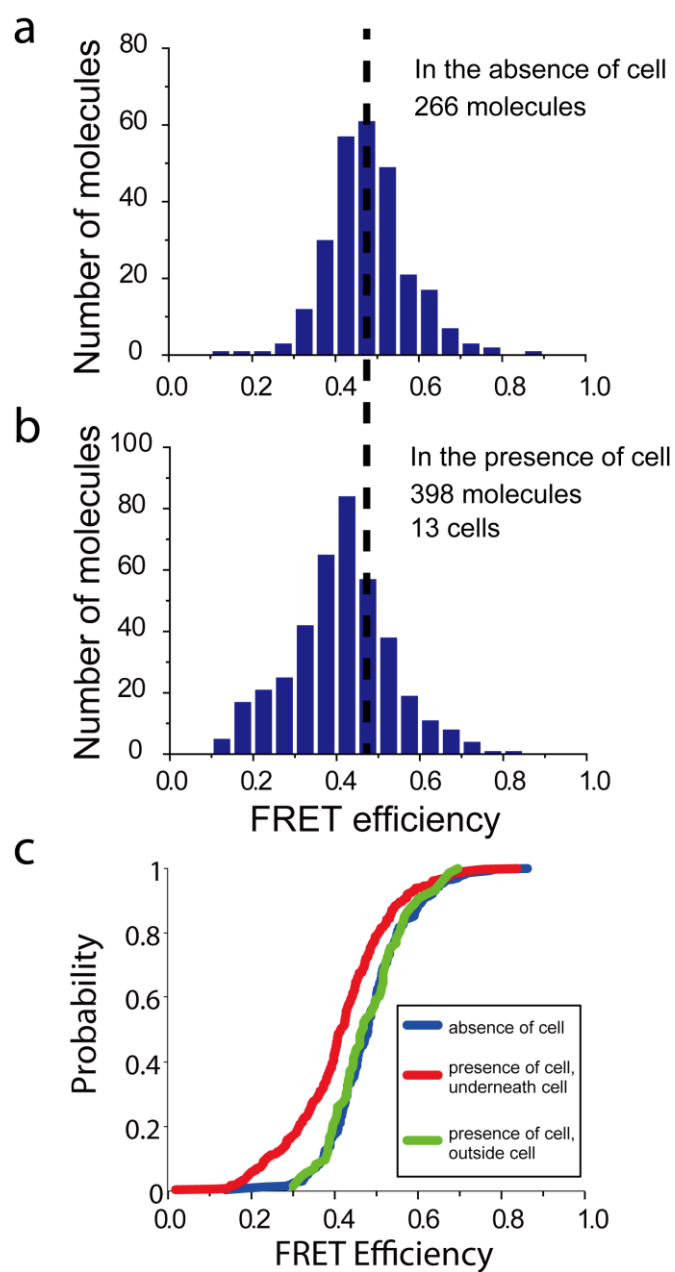 a
Number of molecules
80
60
40
20
0
In the absence of cell
266 molecules
0.0 0.2 0.4 0.6 0.8 1.0
b
Number of molecules
100
80
60
40
20
0
In the presence of cell
398 molecules
13 cells
0.0 0.2 0.4 0.6 0.8 1.0
FRET efficiency
c
Probability
1
0.8
0.6
0.4
0.2
0
absence of cell
presence of cell,
underneath cell
presence of cell,
outside cell
0.0 0.2 0.4 0.6 0.8 1.0
FRET Efficiency